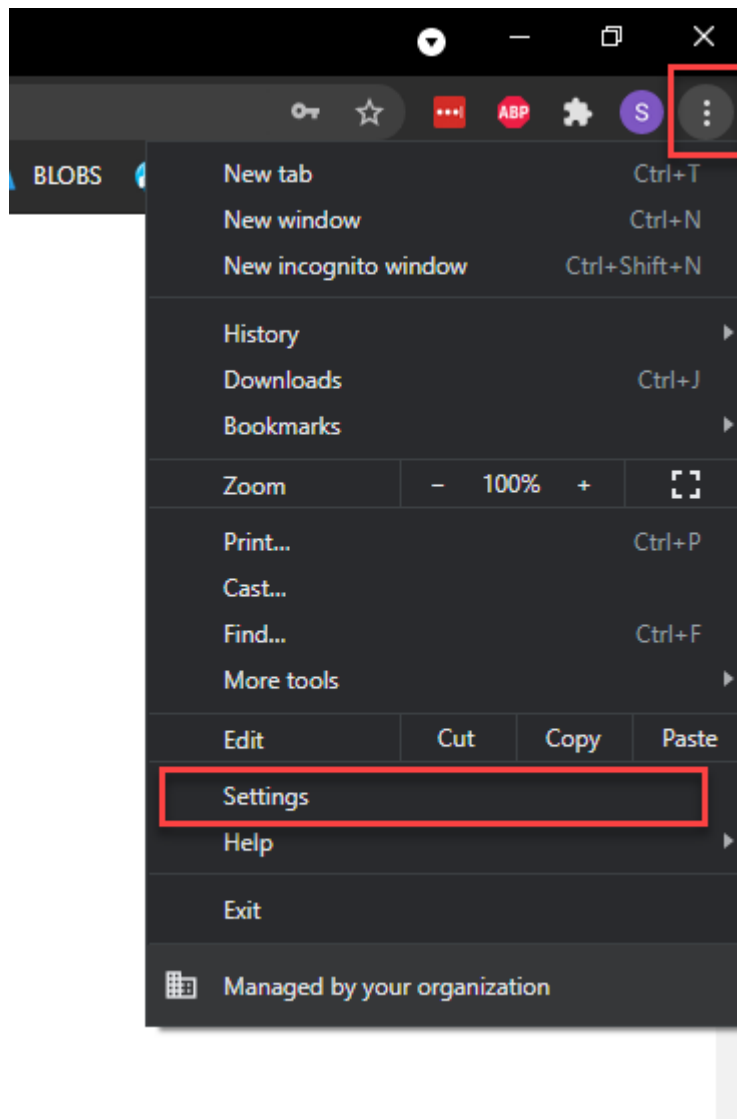 ABP
S
BLOBS
New tab Ctrl+T
New window Ctrl+N
New incognito window Ctrl+Shift+N
History
Downloads Ctrl+J
Bookmarks
Zoom − 100% +
Print... Ctrl+P
Cast...
Find... Ctrl+F
More tools
Edit Cut Copy Paste
Settings
Help
Exit
Managed by your organization